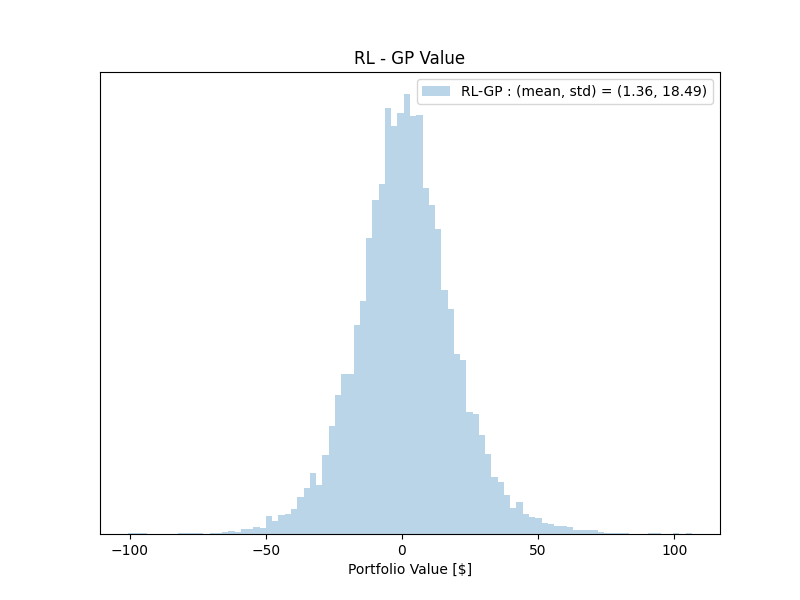 RL - GP Value
RL-GP : (mean, std) = (1.36, 18.49)
−100 −50 0 50 100
Portfolio Value [$]